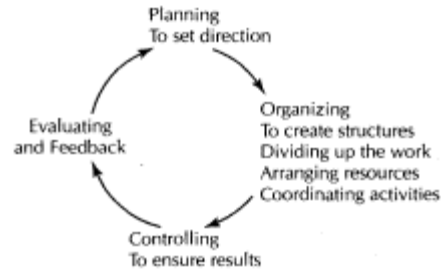 Planning
To set direction
Organizing
To create structures
Dividing up the work
Arranging resources
Coordinating activities
Controlling
To ensure results
Evaluating
and Feedback